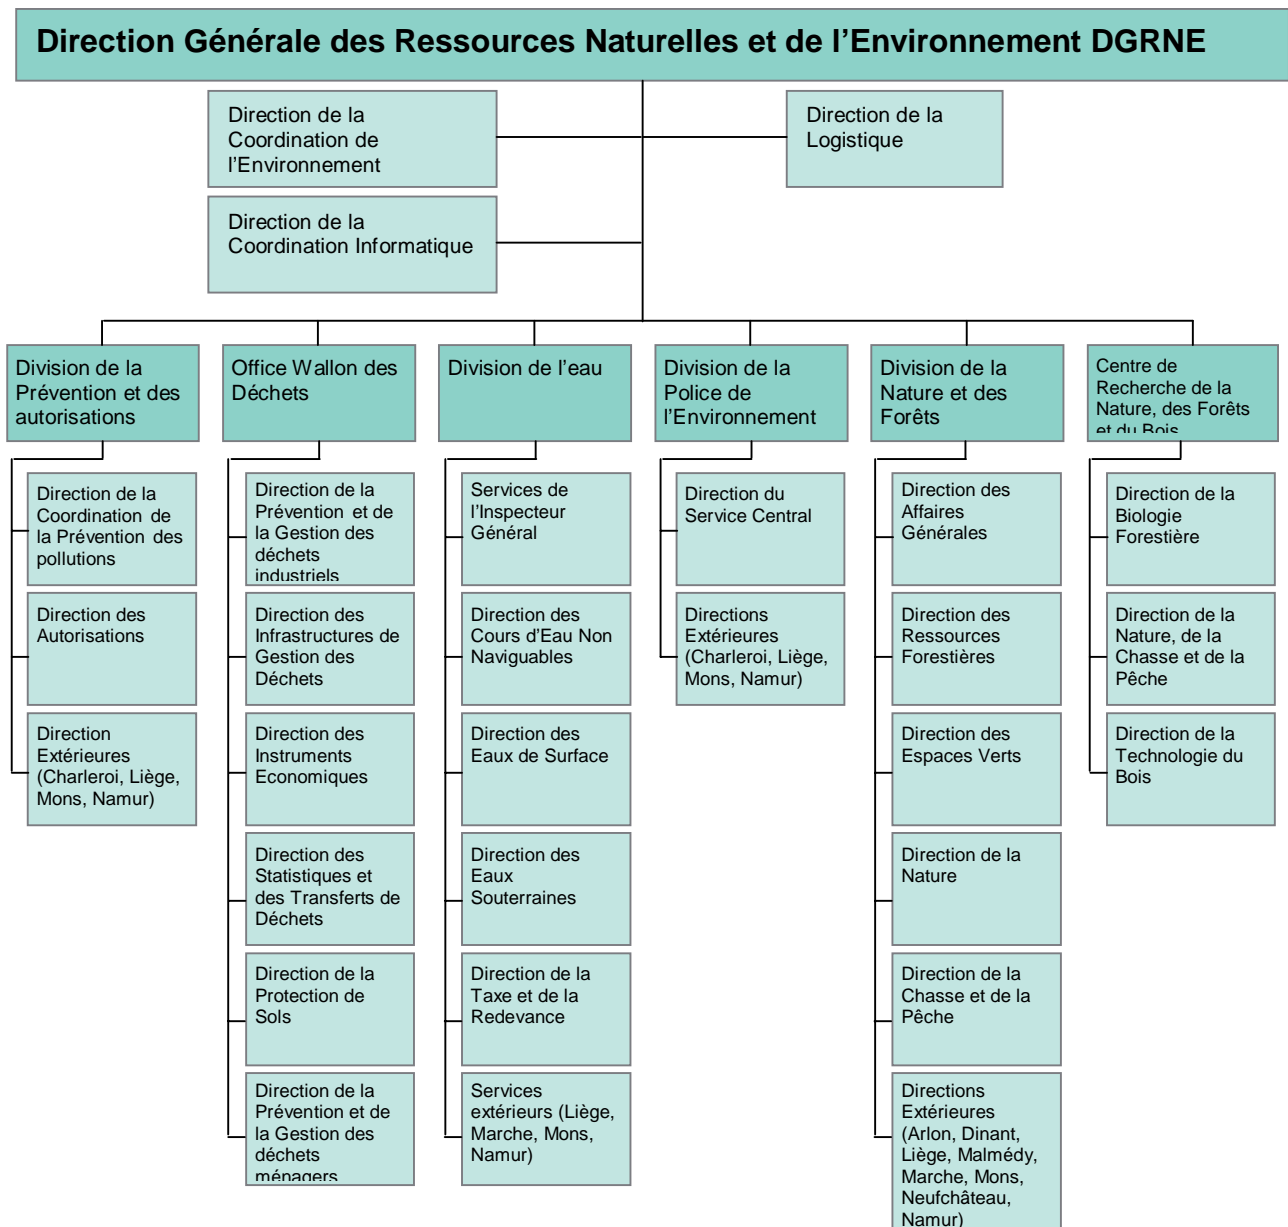 Direction Générale des Ressources Naturelles et de l'Environnement DGRNE
Direction de la
Coordination de
l'Environnement
Direction de la
Logistique
Direction de la
Coordination Informatique
Division de la
Prévention et des
autorisations
Office Wallon des
Déchets
Division de l'eau
Division de la
Police de
l'Environnement
Division de la
Nature et des
Forêts
Centre de
Recherche de la
Nature, des Forêts
et du Bois
Direction de la
Coordination de
la Prévention des
pollutions
Direction des
Autorisations
Direction
Extérieures
(Charleroi, Liège,
Mons, Namur)
Direction de la
Prévention et de
la Gestion des
déchets
industriels
Direction des
Infrastructures de
Gestion des
Déchets
Direction des
Instruments
Economiques
Direction des
Statistiques et
des Transferts de
Déchets
Direction de la
Protection de
Sols
Direction de la
Prévention et de
la Gestion des
déchets
ménagers
Services de
l'Inspecteur
Général
Direction des
Cours d'Eau Non
Naviguables
Direction des
Eaux de Surface
Direction des
Eaux
Souterraines
Direction de la
Taxe et de la
Redevance
Services
extérieurs (Liège,
Marche, Mons,
Namur)
Direction du
Service Central
Directions
Extérieures
(Charleroi, Liège,
Mons, Namur)
Direction des
Affaires
Générales
Direction des
Ressources
Forestières
Direction des
Espaces Verts
Direction de la
Nature
Direction de la
Chasse et de la
Pêche
Directions
Extérieures
(Arlon, Dinant,
Liège, Malmédy,
Marche, Mons,
Neufchâteau,
Namur)
Direction de la
Biologie
Forestière
Direction de la
Nature, de la
Chasse et de la
Pêche
Direction de la
Technologie du
Bois